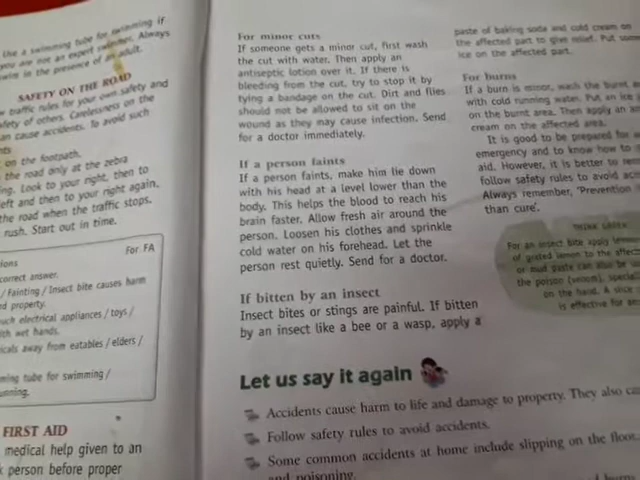 Use a swimming tube for swimming if
you are not an expert swimmer. Always
swim in the presence of an adult.
SAFETY ON THE ROAD
traffic rules for your own safety and
safety of others. Carelessness on the
can cause accidents. To avoid such
on the footpath.
the road only at the zebra
Look to your right, then to
left and then to your right again.
the road when the traffic stops.
rush. Start out in time.
For FA
correct answer.
/ Fainting / Insect bite causes harm
property.
touch electrical appliances / toys /
with wet hands.
away from eatables / elders /
tube for swimming /
FIRST AID
medical help given to an
person before proper
For minor cuts
If someone gets a minor cut, first wash
the cut with water. Then apply an
antiseptic lotion over it. If there is
bleeding from the cut, try to stop it by
tying a bandage on the cut. Dirt and flies
should not be allowed to sit on the
wound as they may cause infection. Send
for a doctor immediately.
If a person faints
If a person faints, make him lie down
with his head at a level lower than the
body. This helps the blood to reach his
brain faster. Allow fresh air around the
person. Loosen his clothes and sprinkle
cold water on his forehead. Let the
person rest quietly. Send for a doctor.
If bitten by an insect
Insect bites or stings are painful. If bitten
by an insect like a bee or a wasp, apply a
paste of baking soda and cold cream on
the affected part to give relief. Put some
ice on the affected part.
For burns
If a burn is minor, wash the burnt
with cold running water. Put an ice
on the burnt area. Then apply an
cream on the affected area.
It is good to be prepared for
emergency and to know how to
aid. However, it is better to
follow safety rules to avoid
Always remember, 'Prevention
than cure'.
THINK GREEN
For an insect bite apply
of grated lemon to the affected
or mud paste can also be
the poison (venom),
on the hand. A slice
is effective for
Let us say it again
Accidents cause harm to life and damage to property. They also
Follow safety rules to avoid accidents.
Some common accidents at home include slipping on the floor,
and poisoning.